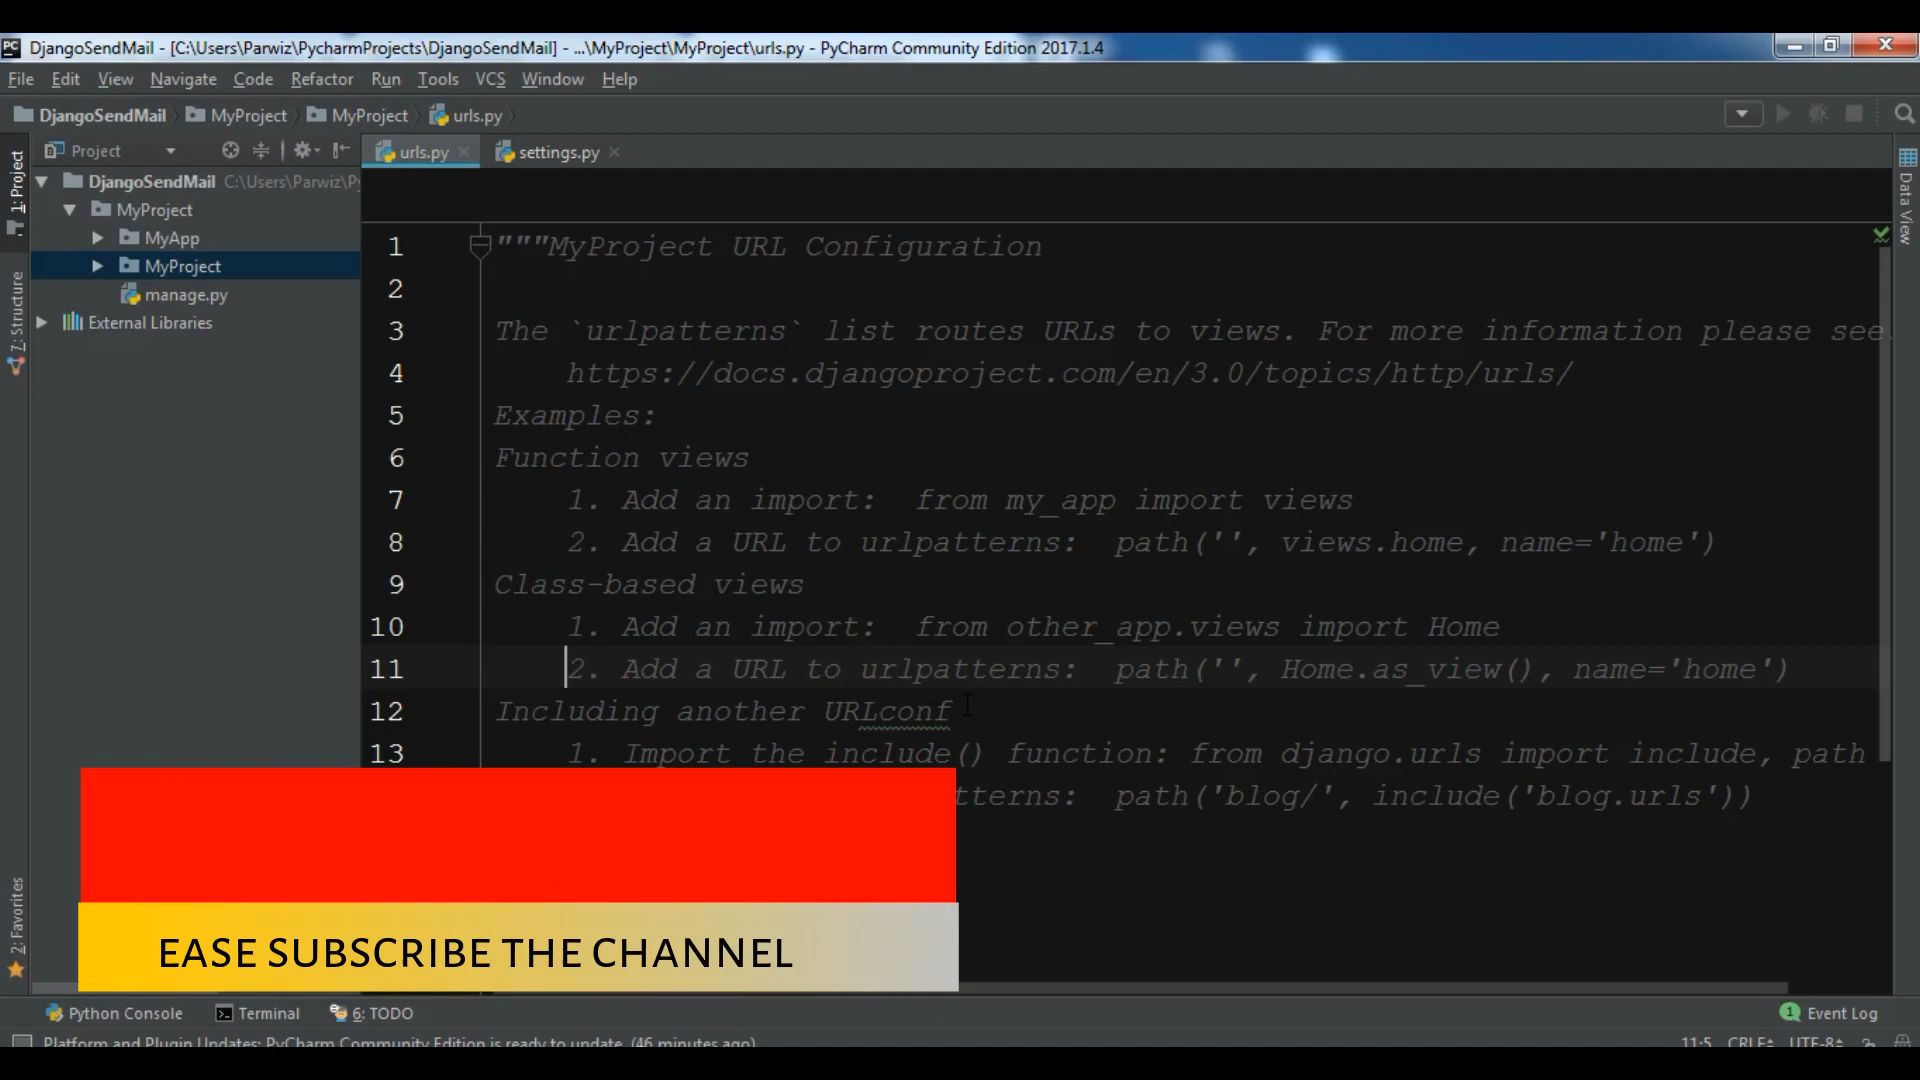 DjangoSendMail - [C:\Users\Parwiz\PycharmProjects\DjangoSendMail] - ...\MyProject\MyProject\urls.py - PyCharm Community Edition 2017.1.4
File Edit View Navigate Code Refactor Run Tools VCS Window Help
DjangoSendMail MyProject MyProject urls.py
Project
urls.py settings.py
1: Project
7: Structure
2: Favorites
DjangoSendMail C:\Users\Parwiz\P
MyProject
MyApp
MyProject
manage.py
External Libraries
Data View
1 """MyProject URL Configuration
2
3 The `urlpatterns` list routes URLs to views. For more information please see
4 https://docs.djangoproject.com/en/3.0/topics/http/urls/
5 Examples:
6 Function views
7 1. Add an import:  from my_app import views
8 2. Add a URL to urlpatterns:  path('', views.home, name='home')
9 Class-based views
10 1. Add an import:  from other_app.views import Home
11 2. Add a URL to urlpatterns:  path('', Home.as_view(), name='home')
12 Including another URLconf
13 1. Import the include() function: from django.urls import include, path
tterns:  path('blog/', include('blog.urls'))
EASE SUBSCRIBE THE CHANNEL
Python Console Terminal 6: TODO
1 Event Log
Platform and Plugin Updates: PyCharm Community Edition is ready to update. (46 minutes ago)
11:5 CRLF UTF-8